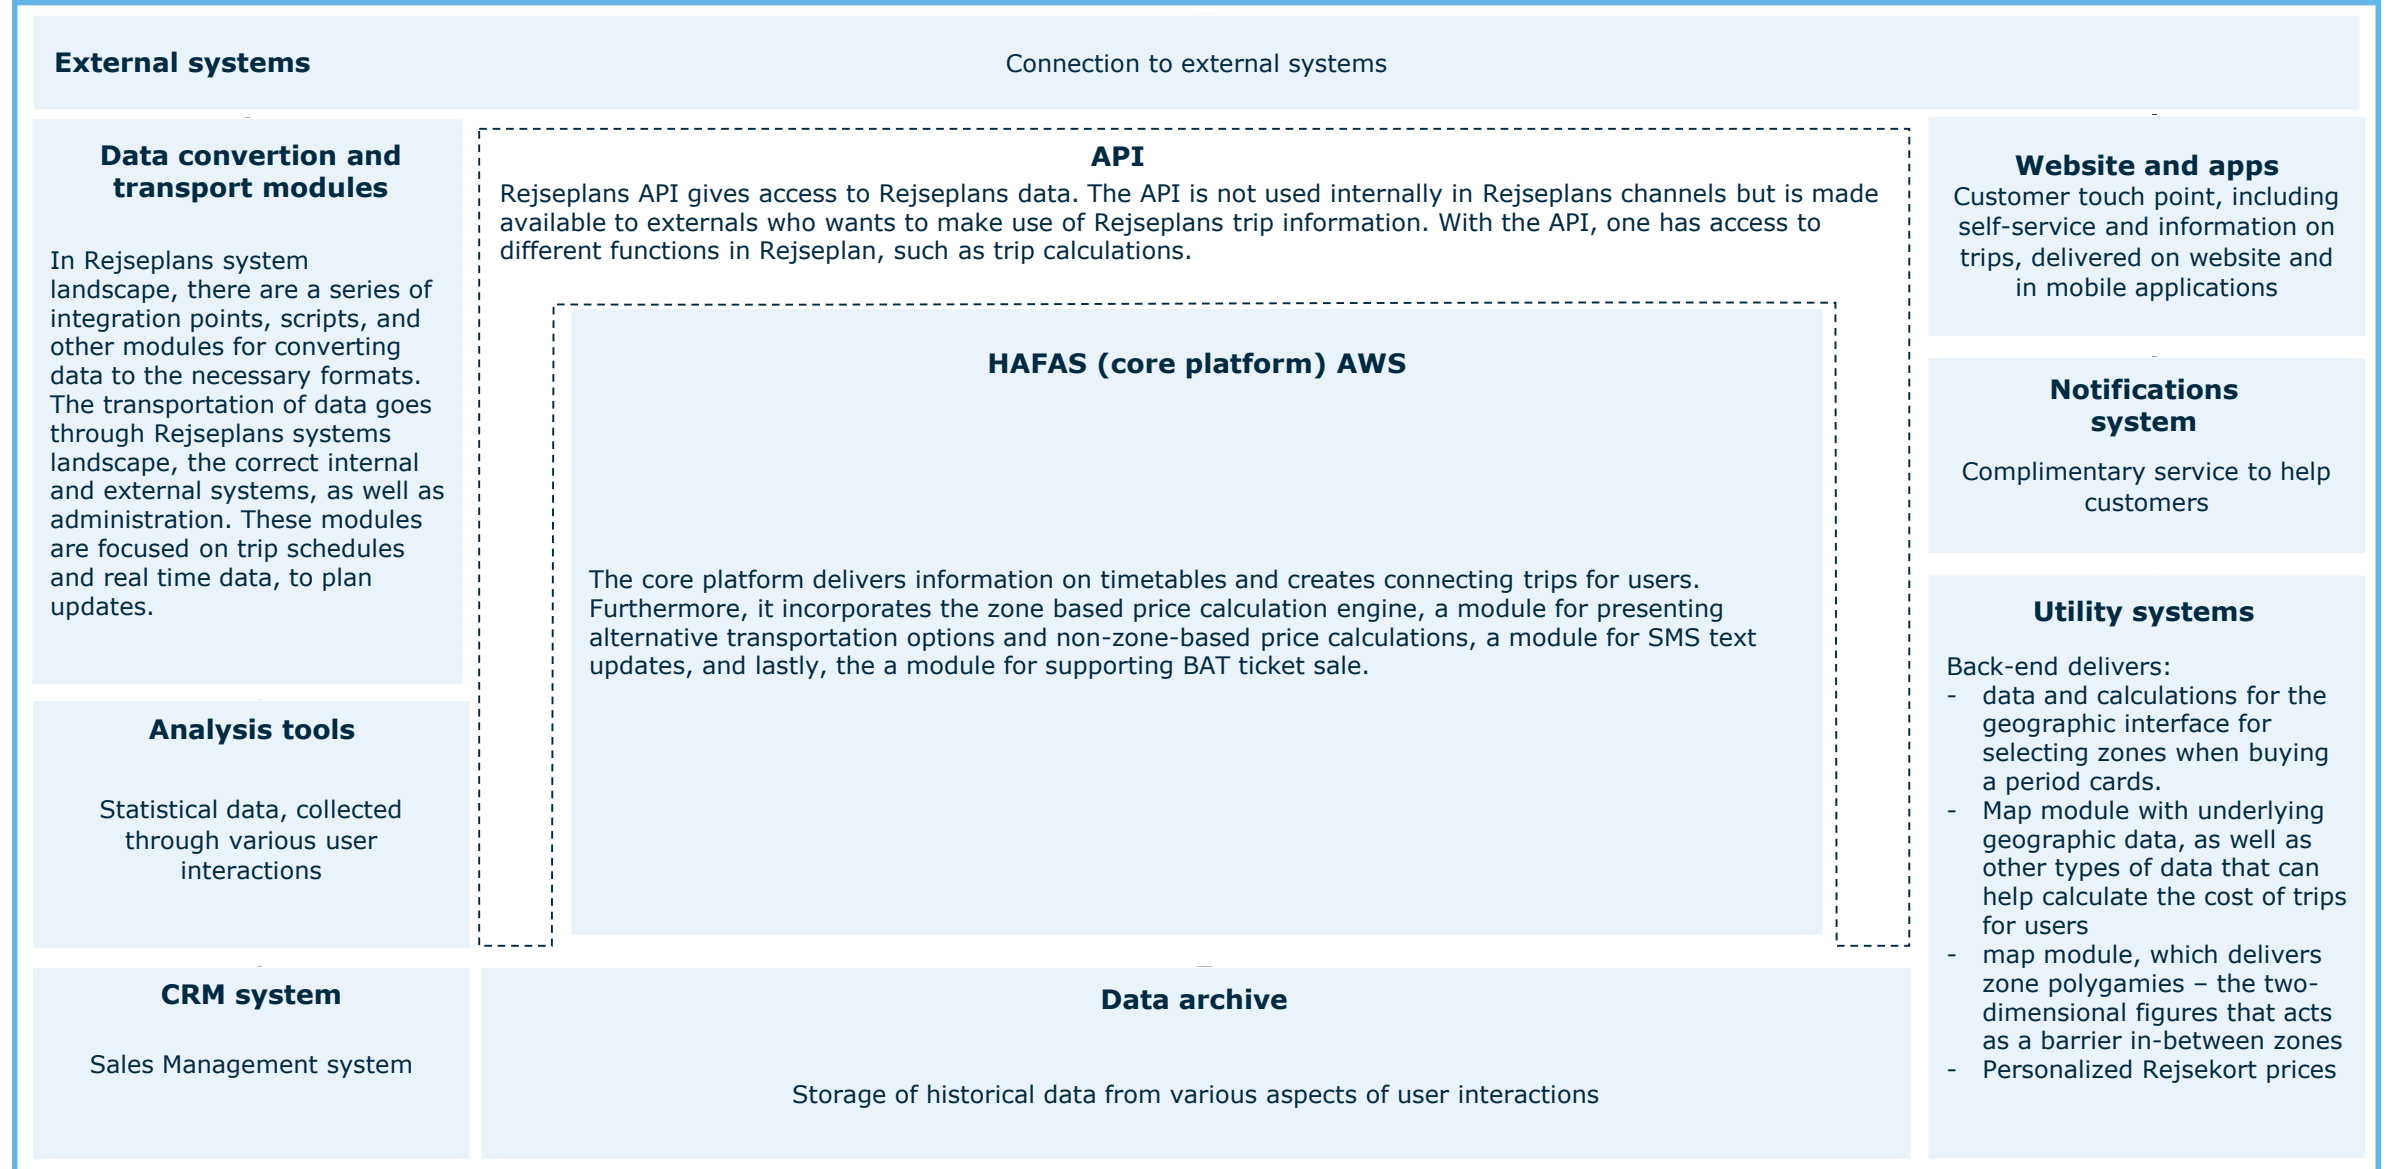 External systems
Connection to external systems
Data convertion and
transport modules
In Rejseplans system
landscape, there are a series of
integration points, scripts, and
other modules for converting
data to the necessary formats.
The transportation of data goes
through Rejseplans systems
landscape, the correct internal
and external systems, as well as
administration. These modules
are focused on trip schedules
and real time data, to plan
updates.
Analysis tools
Statistical data, collected
through various user
interactions
CRM system
Sales Management system
API
Rejseplans API gives access to Rejseplans data. The API is not used internally in Rejseplans channels but is made
available to externals who wants to make use of Rejseplans trip information. With the API, one has access to
different functions in Rejseplan, such as trip calculations.
HAFAS (core platform) AWS
The core platform delivers information on timetables and creates connecting trips for users.
Furthermore, it incorporates the zone based price calculation engine, a module for presenting
alternative transportation options and non-zone-based price calculations, a module for SMS text
updates, and lastly, the a module for supporting BAT ticket sale.
Data archive
Storage of historical data from various aspects of user interactions
Website and apps
Customer touch point, including
self-service and information on
trips, delivered on website and
in mobile applications
Notifications
system
Complimentary service to help
customers
Utility systems
Back-end delivers:
- data and calculations for the
geographic interface for
selecting zones when buying
a period cards.
- Map module with underlying
geographic data, as well as
other types of data that can
help calculate the cost of trips
for users
- map module, which delivers
zone polygamies – the two-
dimensional figures that acts
as a barrier in-between zones
- Personalized Rejsekort prices